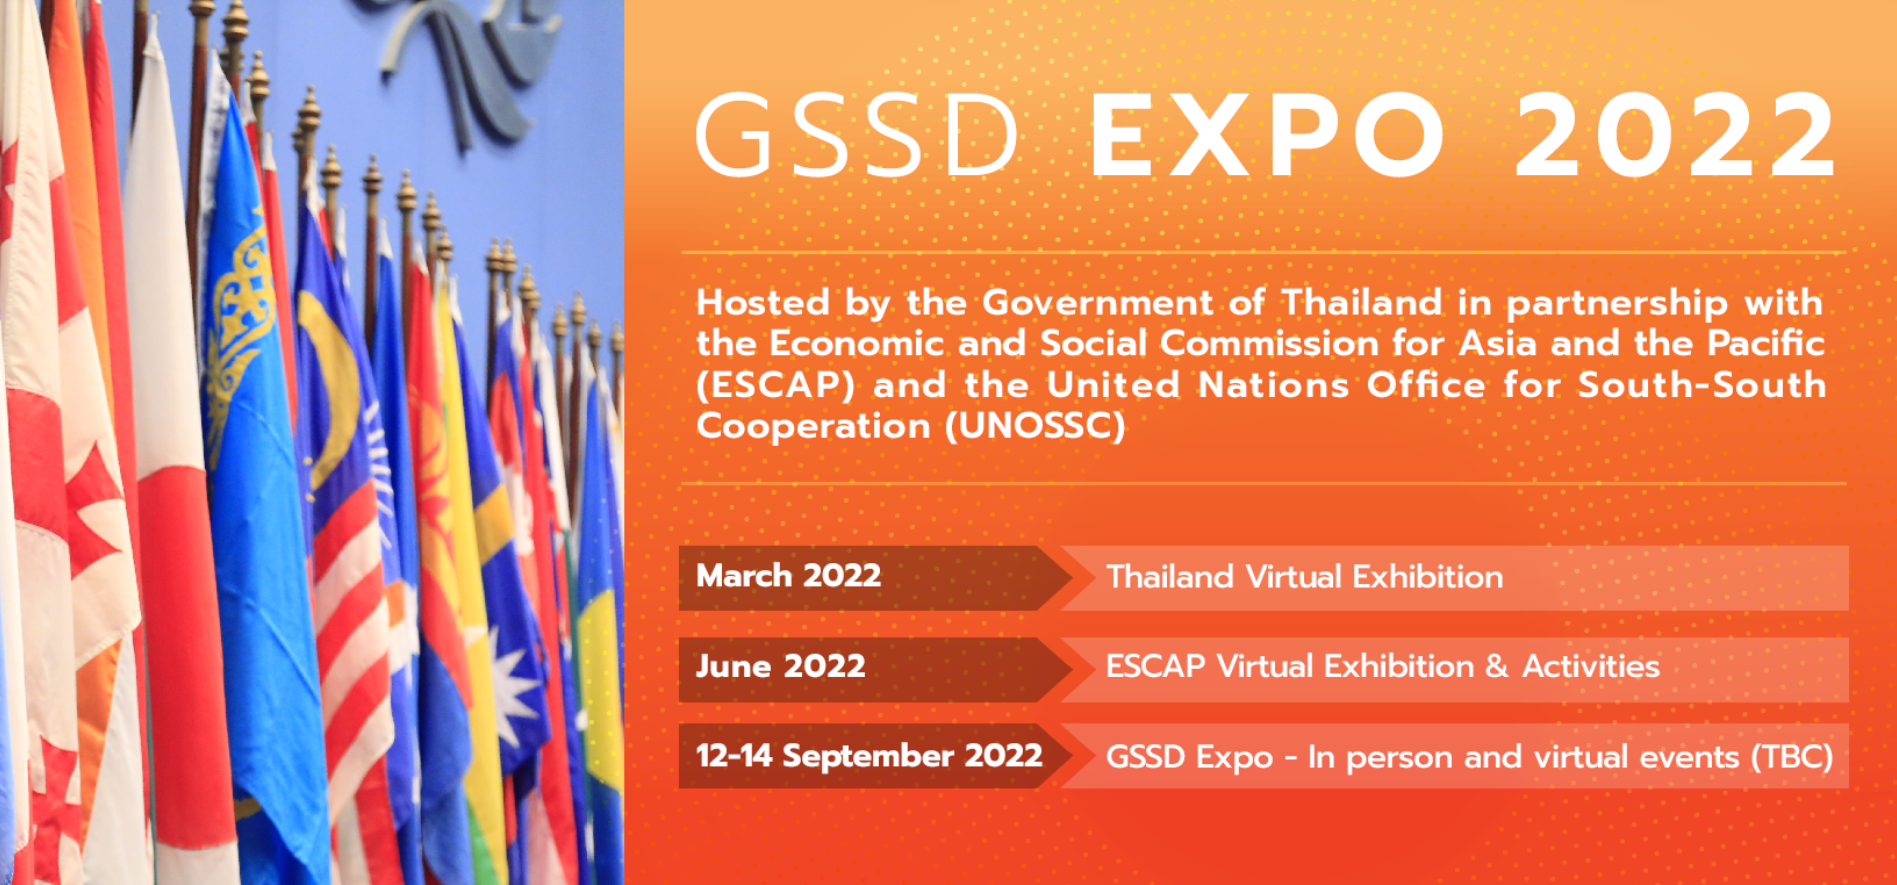 GSSD EXPO 2022
Hosted by the Government of Thailand in partnership with
the Economic and Social Commission for Asia and the Pacific
(ESCAP) and the United Nations Office for South-South
Cooperation (UNOSSC)
March 2022 Thailand Virtual Exhibition
June 2022 ESCAP Virtual Exhibition & Activities
12-14 September 2022 GSSD Expo - In person and virtual events (TBC)